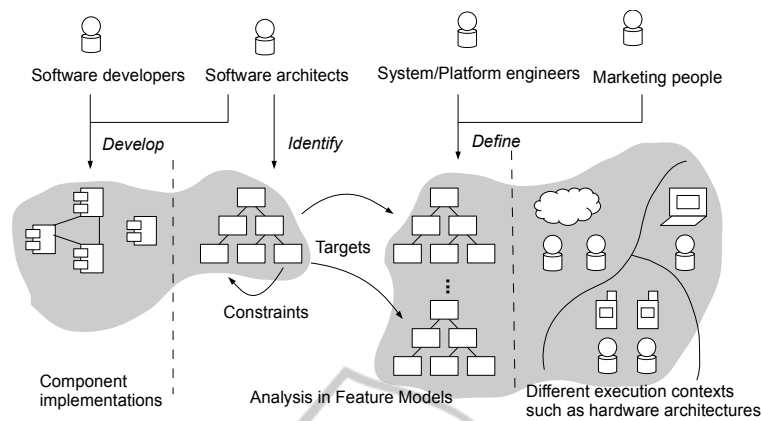 Software developers
Software architects
System/Platform engineers
Marketing people
Develop
Identify
Define
Targets
Constraints
Component
implementations
Analysis in Feature Models
Different execution contexts
such as hardware architectures